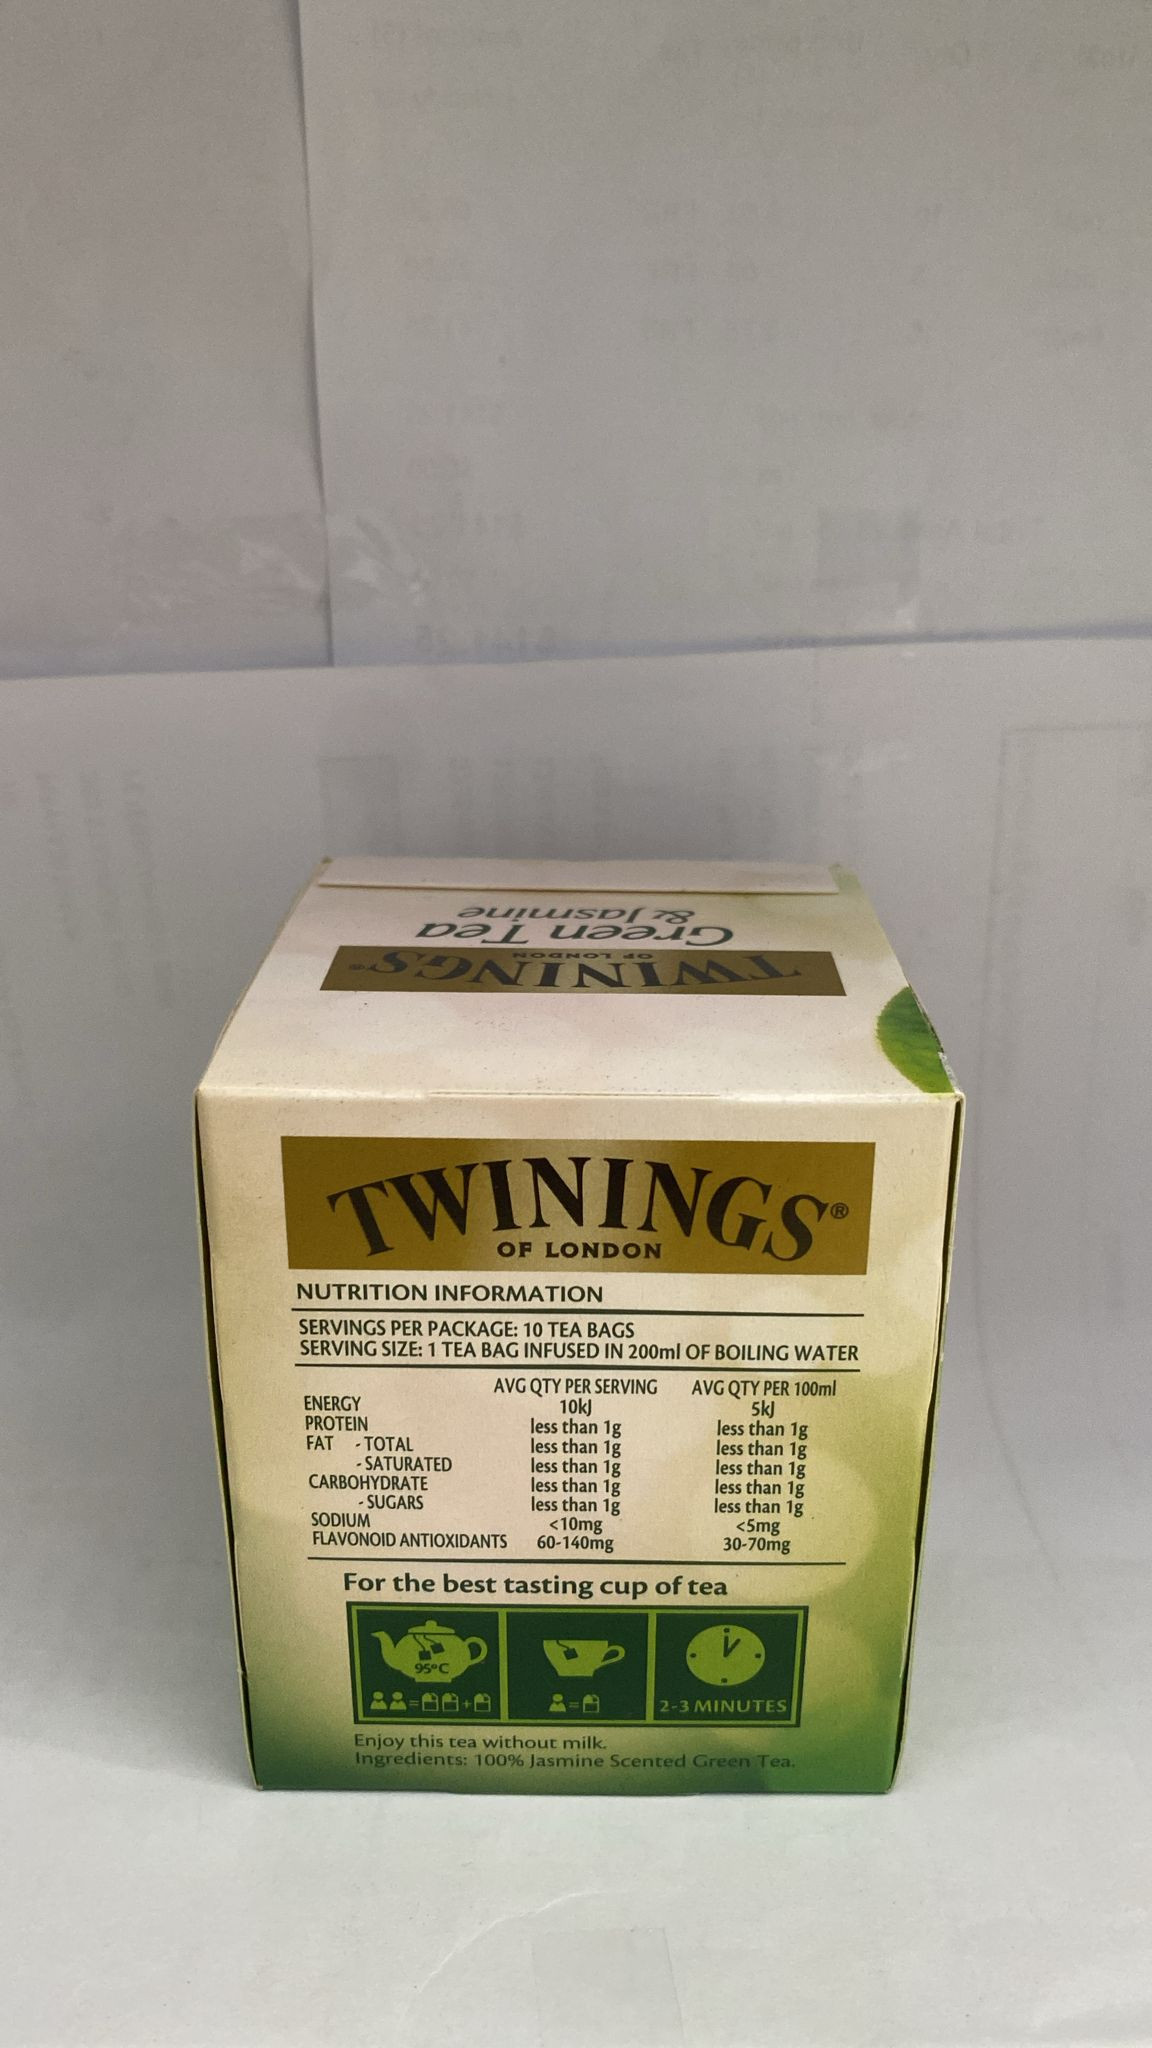 Green Tea
& Jasmine
TWININGS®
OF LONDON
TWININGS®
OF LONDON
NUTRITION INFORMATION
SERVINGS PER PACKAGE: 10 TEA BAGS
SERVING SIZE: 1 TEA BAG INFUSED IN 200ml OF BOILING WATER
AVG QTY PER SERVING AVG QTY PER 100ml
ENERGY 10kJ 5kJ
PROTEIN less than 1g less than 1g
FAT - TOTAL less than 1g less than 1g
- SATURATED less than 1g less than 1g
CARBOHYDRATE less than 1g less than 1g
- SUGARS less than 1g less than 1g
SODIUM <10mg <5mg
FLAVONOID ANTIOXIDANTS 60-140mg 30-70mg
For the best tasting cup of tea
95°C
2-3 MINUTES
Enjoy this tea without milk.
Ingredients: 100% Jasmine Scented Green Tea.